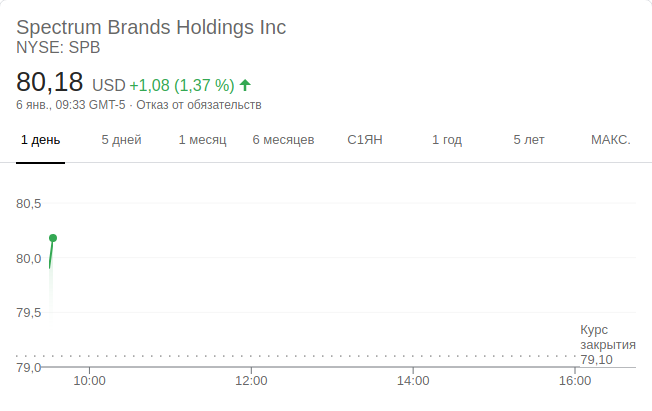 Spectrum Brands Holdings Inc
NYSE: SPB
80,18 USD +1,08 (1,37 %)
6 янв., 09:33 GMT-5 · Отказ от обязательств
1 день 5 дней 1 месяц 6 месяцев С1ЯН 1 год 5 лет МАКС.
80,5
80,0
79,5
Курс
закрытия
79,10
79,0
10:00 12:00 14:00 16:00